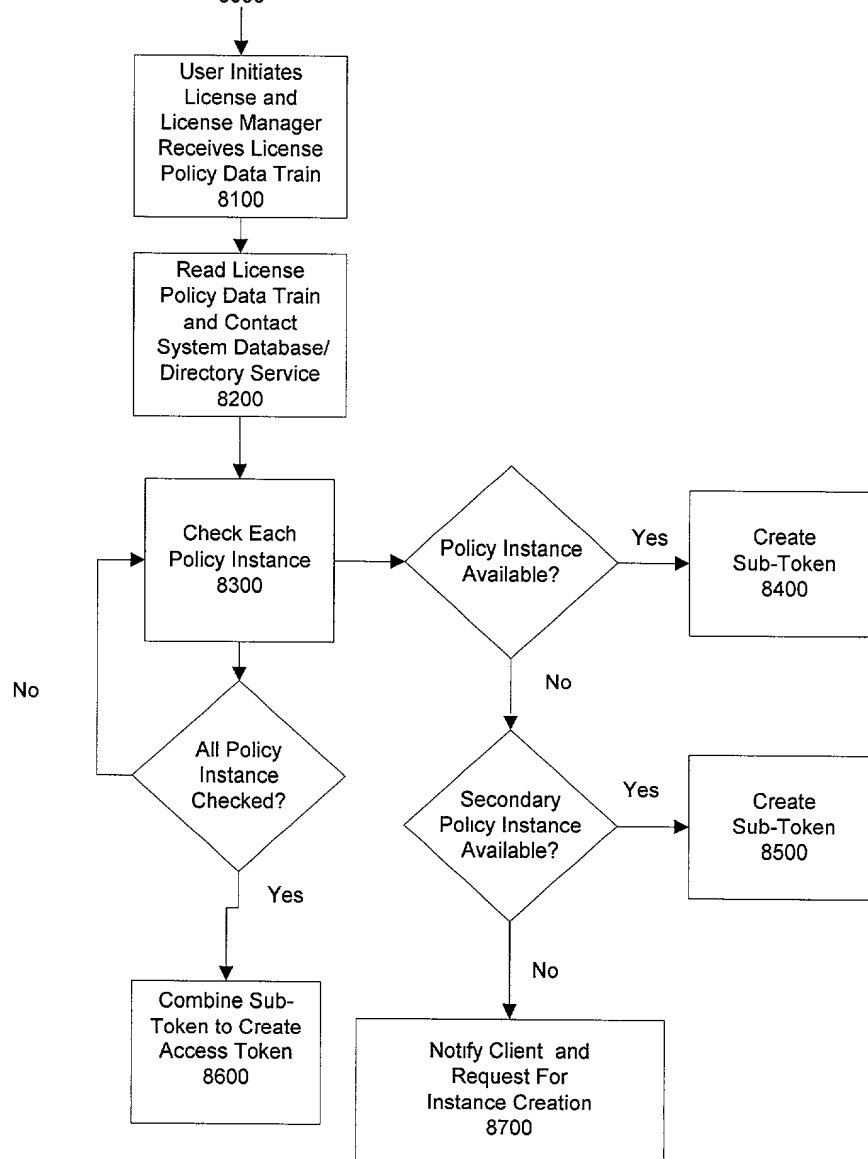 User Initiates
License and
License Manager
Receives License
Policy Data Train
8100
Read License
Policy Data Train
and Contact
System Database/
Directory Service
8200
Check Each
Policy Instance
8300
Policy Instance
Available?
Yes
Create
Sub-Token
8400
No
No
All Policy
Instance
Checked?
Secondary
Policy Instance
Available?
Yes
Create
Sub-Token
8500
Yes
No
Combine Sub-
Token to Create
Access Token
8600
Notify Client and
Request For
Instance Creation
8700